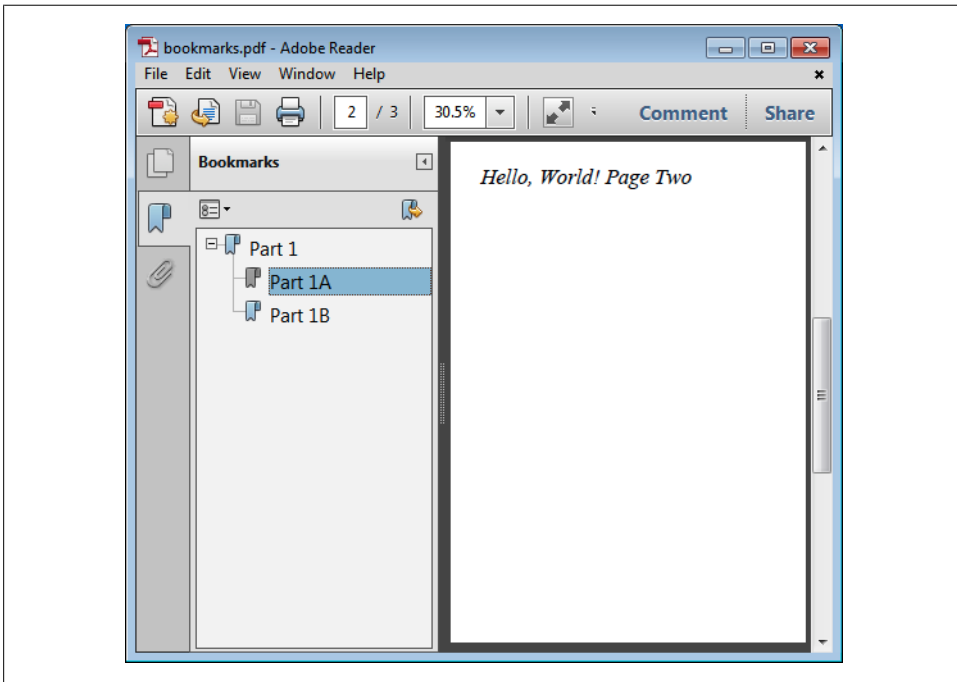 bookmarks.pdf - Adobe Reader
File Edit View Window Help
2 / 3 30.5% Comment Share
Bookmarks
Hello, World! Page Two
Part 1
Part 1A
Part 1B